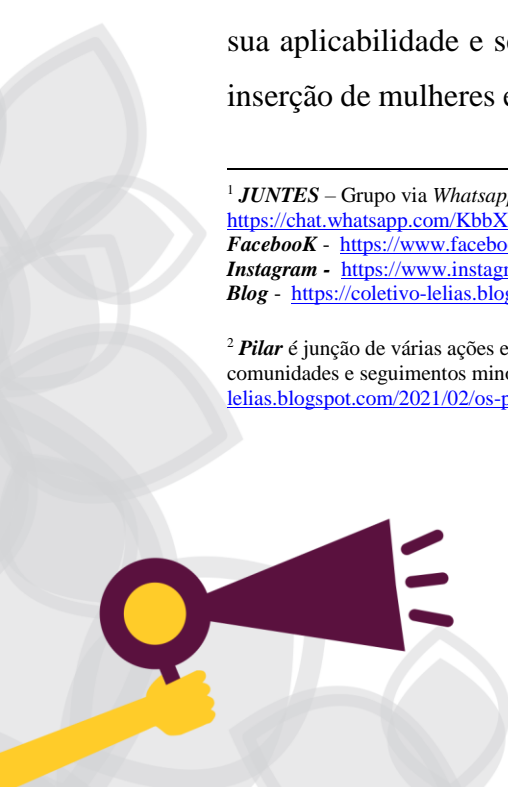 sua aplicabilidade e s
inserção de mulheres e
¹ JUNTES – Grupo via Whatsapp
https://chat.whatsapp.com/KbbX
FacebooK - https://www.facebo
Instagram - https://www.instagr
Blog - https://coletivo-lelias.blog
² Pilar é junção de várias ações e
comunidades e seguimentos mino
lelias.blogspot.com/2021/02/os-p